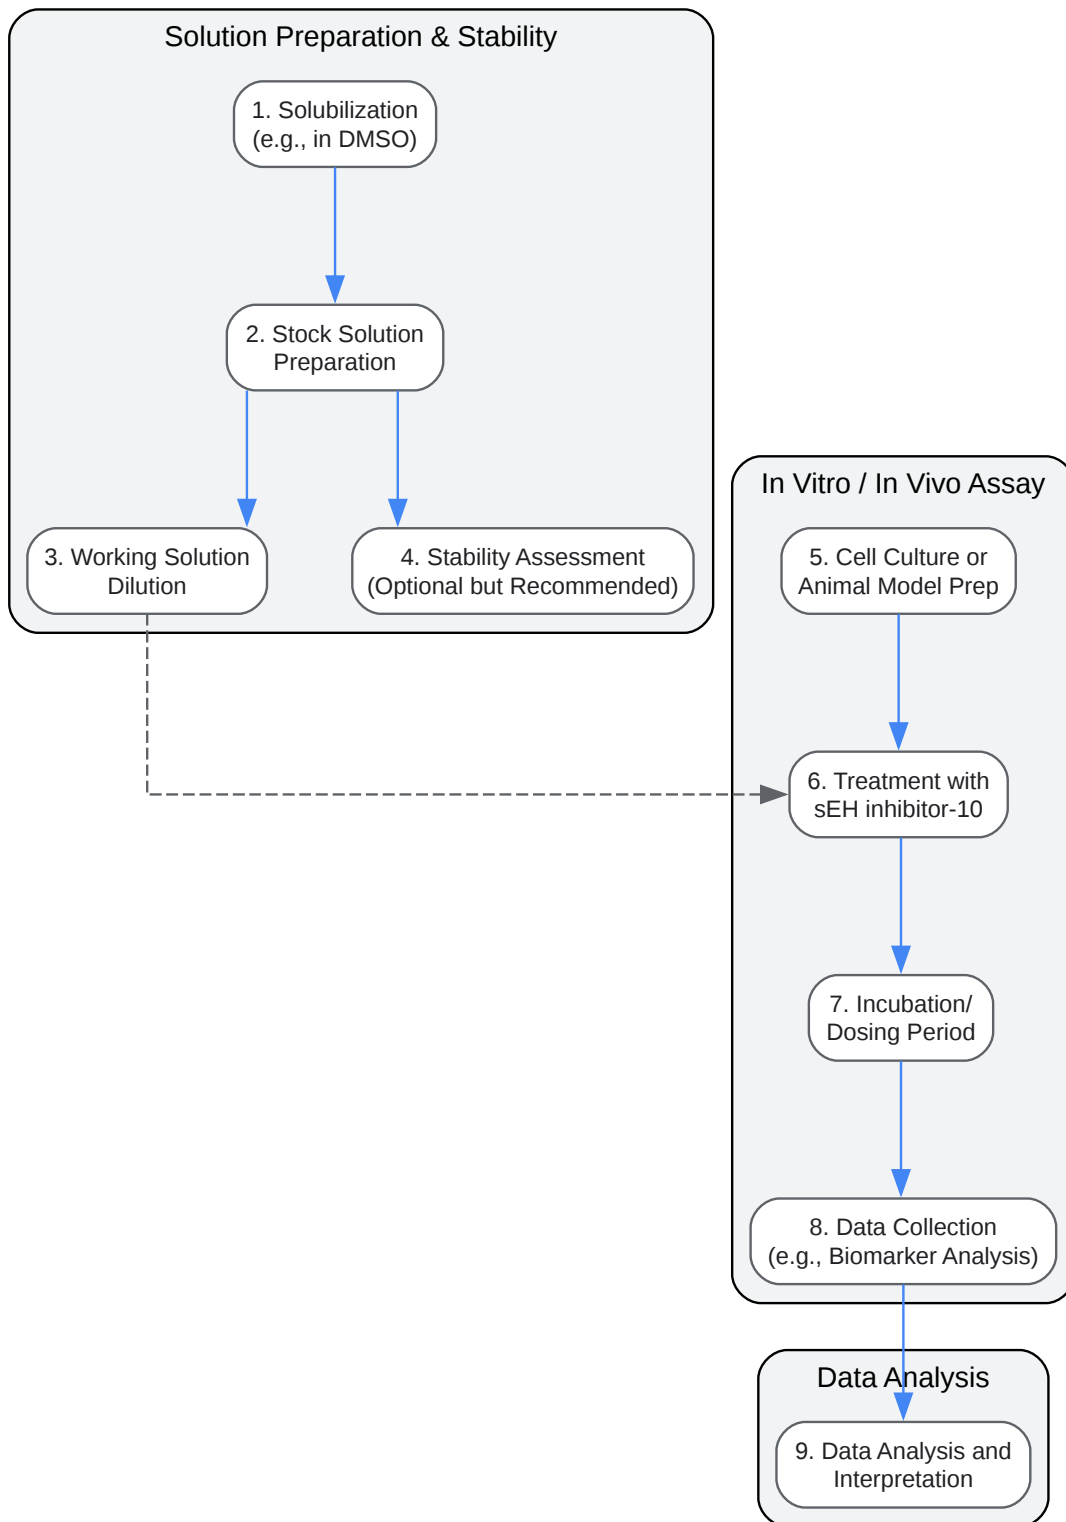 Solution Preparation & Stability
1. Solubilization
(e.g., in DMSO)
2. Stock Solution
Preparation
3. Working Solution
Dilution
4. Stability Assessment
(Optional but Recommended)
In Vitro / In Vivo Assay
5. Cell Culture or
Animal Model Prep
6. Treatment with
sEH inhibitor-10
7. Incubation/
Dosing Period
8. Data Collection
(e.g., Biomarker Analysis)
Data Analysis
9. Data Analysis and
Interpretation